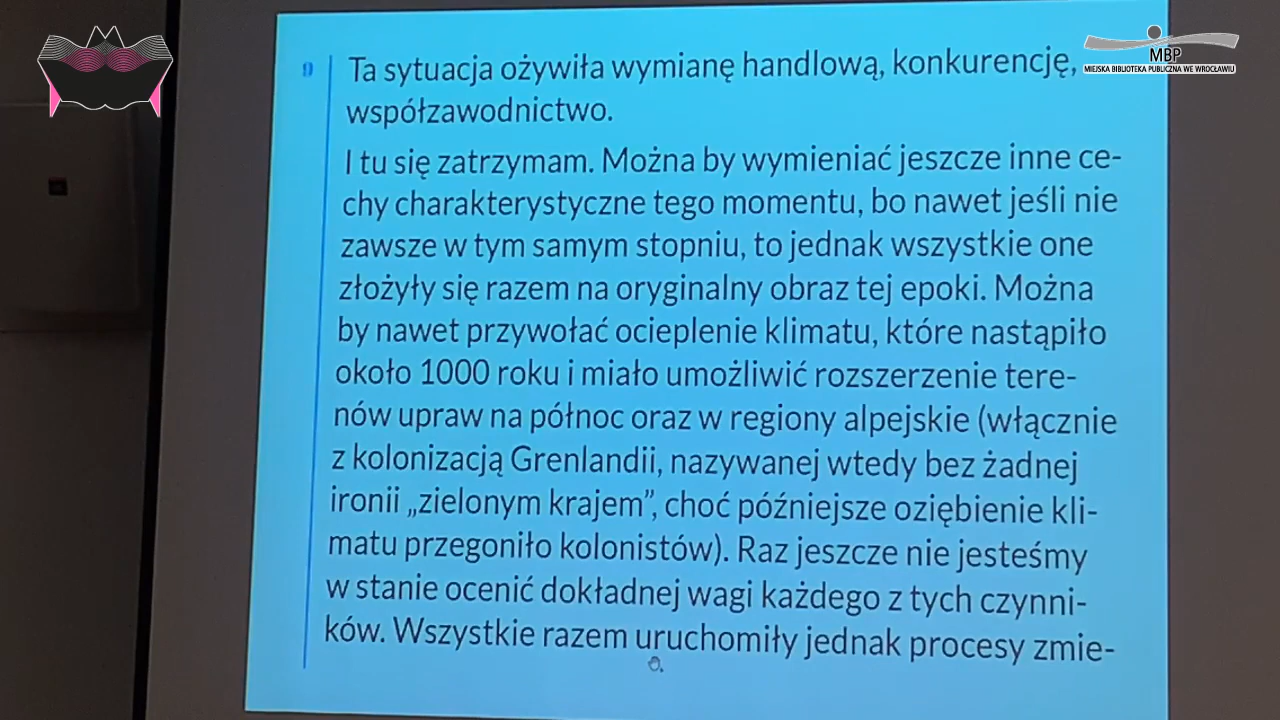 MBP
MIEJSKA BIBLIOTEKA PUBLICZNA WE WROCŁAWIU
Ta sytuacja ożywiła wymianę handlową, konkurencję,
współzawodnictwo.
I tu się zatrzymam. Można by wymieniać jeszcze inne ce-
chy charakterystyczne tego momentu, bo nawet jeśli nie
zawsze w tym samym stopniu, to jednak wszystkie one
złożyły się razem na oryginalny obraz tej epoki. Można
by nawet przywołać ocieplenie klimatu, które nastąpiło
około 1000 roku i miało umożliwić rozszerzenie tere-
nów upraw na północ oraz w regiony alpejskie (włącznie
z kolonizacją Grenlandii, nazywanej wtedy bez żadnej
ironii „zielonym krajem”, choć późniejsze oziębienie kli-
matu przegoniło kolonistów). Raz jeszcze nie jesteśmy
w stanie ocenić dokładnej wagi każdego z tych czynni-
ków. Wszystkie razem uruchomiły jednak procesy zmie-